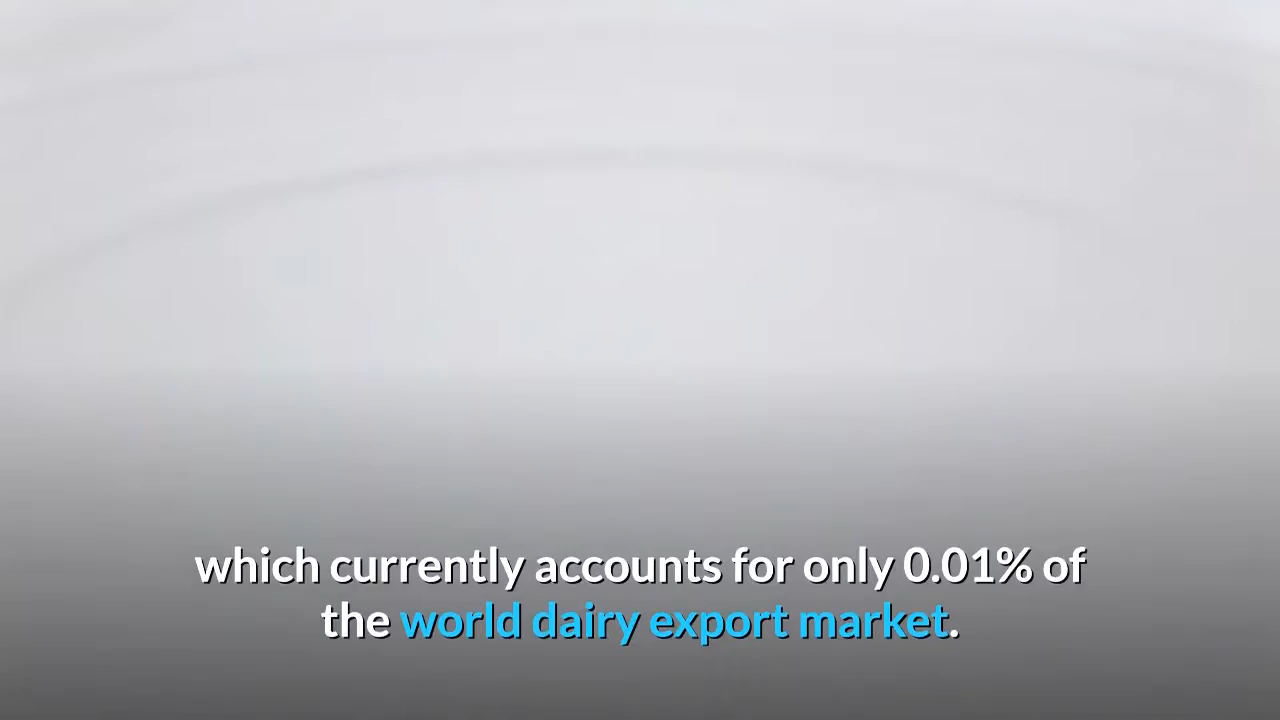 which currently accounts for only 0.01% of
the world dairy export market.